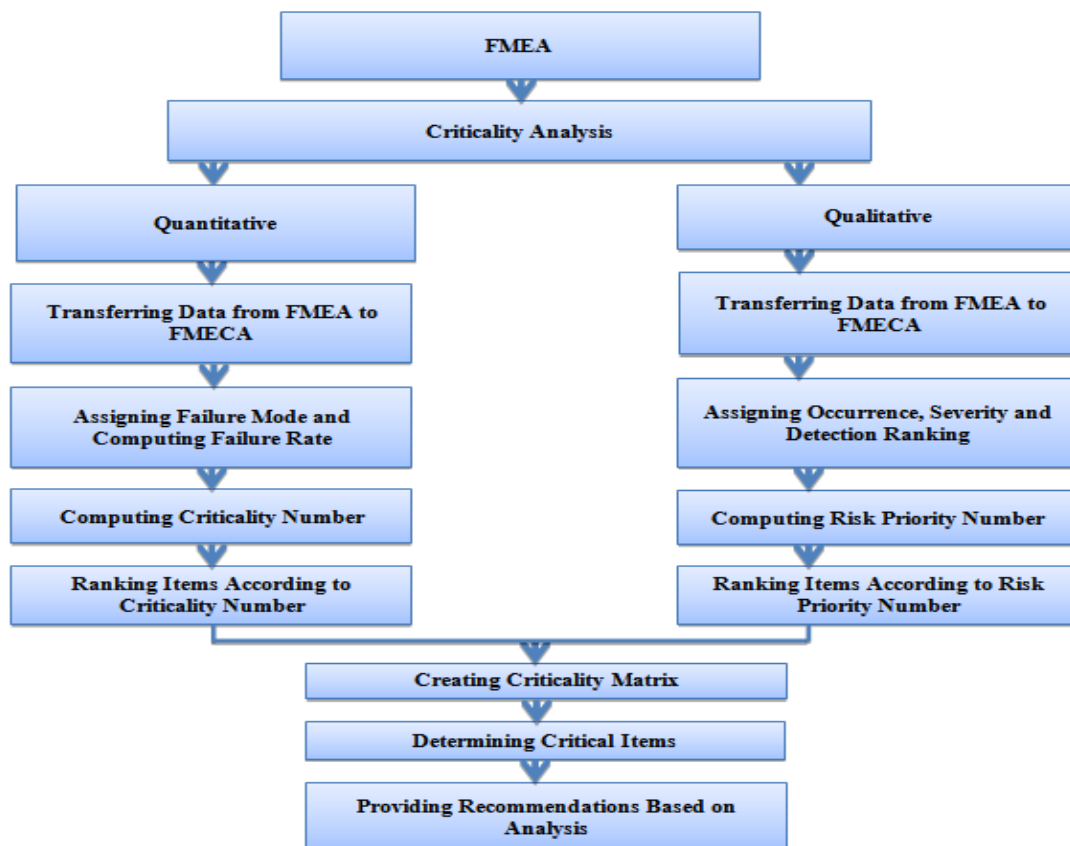 FMEA
Criticality Analysis
Quantitative
Qualitative
Transferring Data from FMEA to
FMECA
Transferring Data from FMEA to
FMECA
Assigning Failure Mode and
Computing Failure Rate
Assigning Occurrence, Severity and
Detection Ranking
Computing Criticality Number
Computing Risk Priority Number
Ranking Items According to
Criticality Number
Ranking Items According to Risk
Priority Number
Creating Criticality Matrix
Determining Critical Items
Providing Recommendations Based on
Analysis